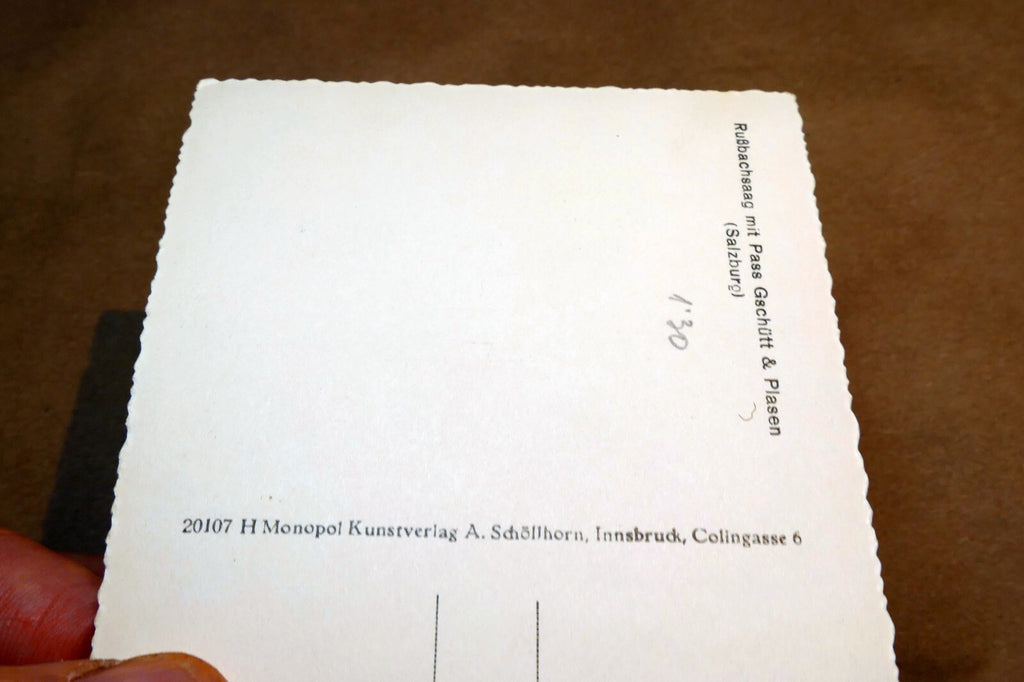 Rußbachsaag mit Pass Gschütt & Plasen
(Salzburg)
1'30
20107 H Monopol Kunstverlag A. Schöllhorn, Innsbruck, Colingasse 6